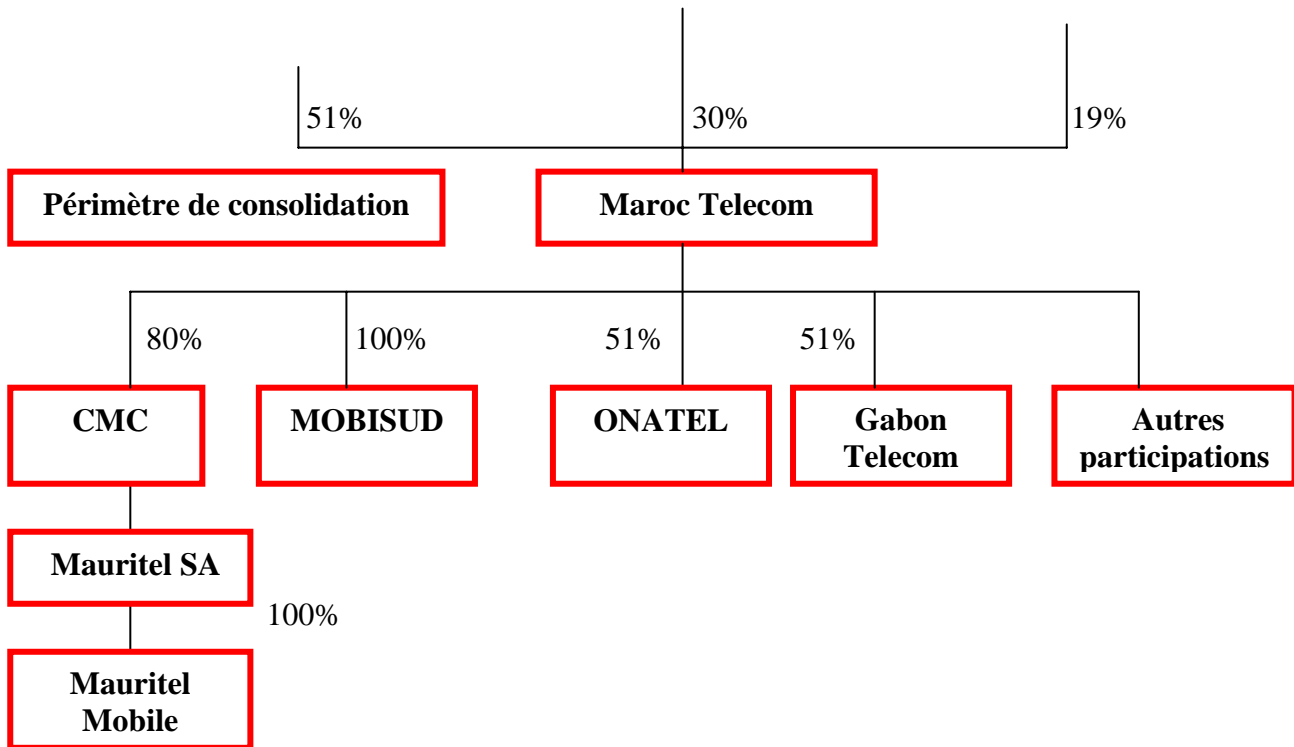 51%
30%
19%
Périmètre de consolidation
Maroc Telecom
80%
100%
51%
51%
CMC
MOBISUD
ONATEL
Gabon
Telecom
Autres
participations
Mauritel SA
100%
Mauritel
Mobile